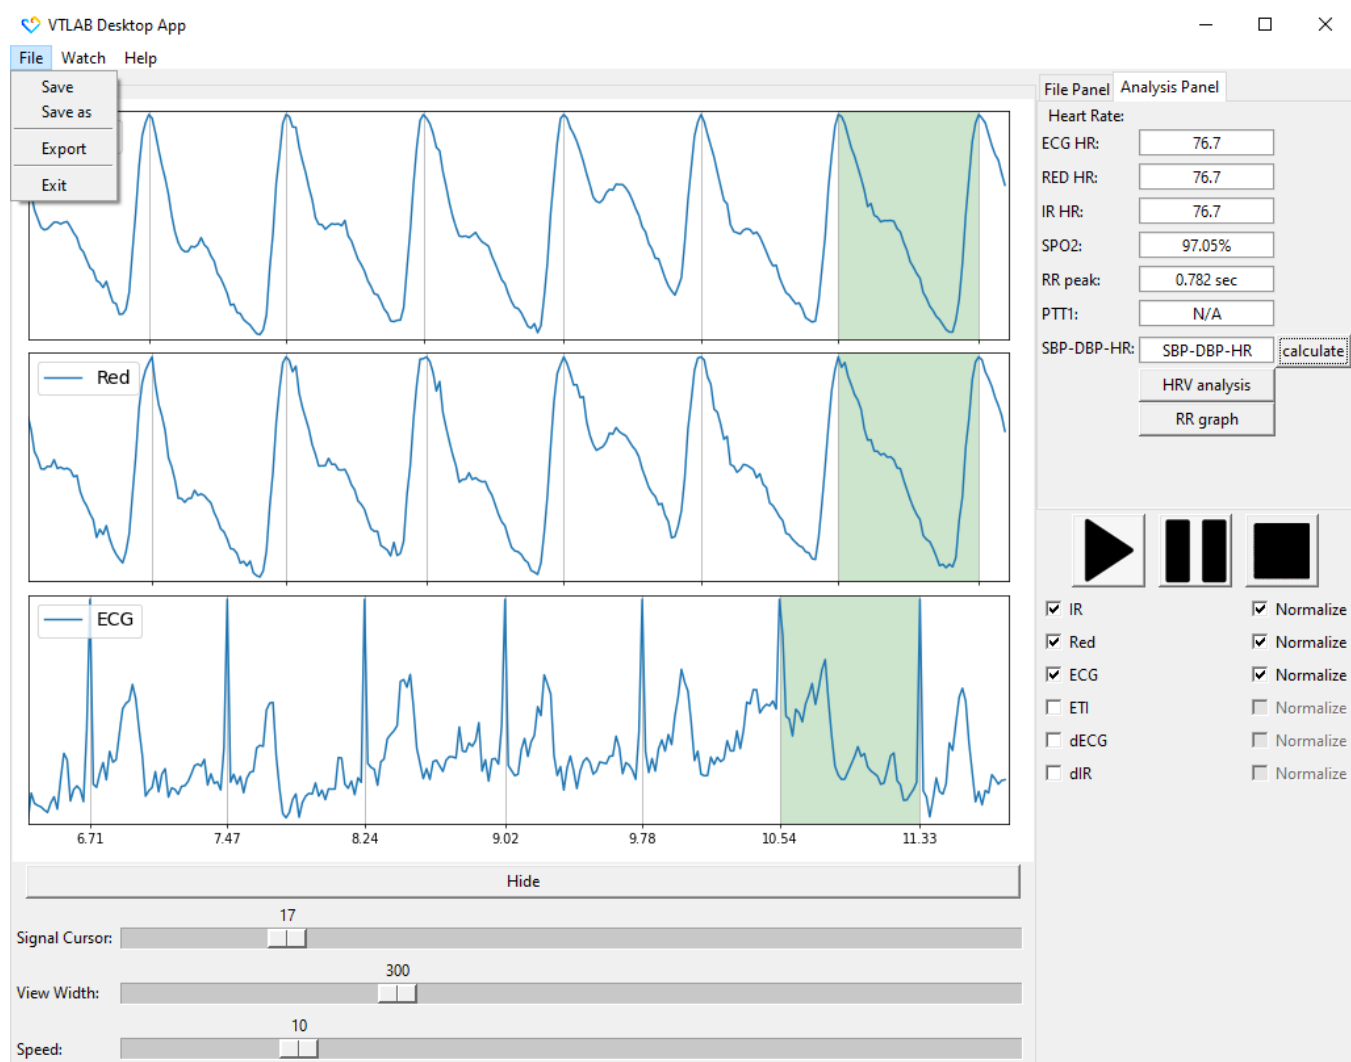 VTLAB Desktop App
File Watch Help
Save
Save as
Export
Exit
File Panel Analysis Panel
Heart Rate:
ECG HR: 76.7
RED HR: 76.7
IR HR: 76.7
SPO2: 97.05%
RR peak: 0.782 sec
PTT1: N/A
SBP-DBP-HR: SBP-DBP-HR calculate
HRV analysis
RR graph
Red
ECG
6.71 7.47 8.24 9.02 9.78 10.54 11.33
IR Normalize
Red Normalize
ECG Normalize
ETI Normalize
dECG Normalize
dIR Normalize
Hide
17
Signal Cursor:
300
View Width:
10
Speed: